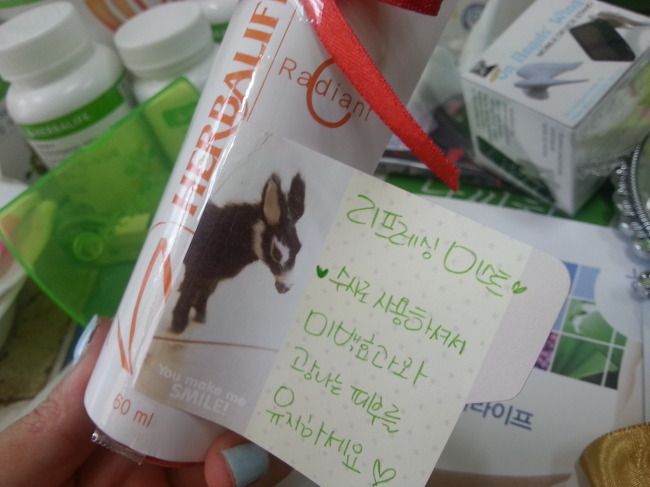 HERBALIFE
HERBALIF
Radiant C
60 ml
You make me
SMILE!
리프레싱 미스트
수시로 사용하셔서
미백효과와
광나는 피부를
유지하세요
라이프